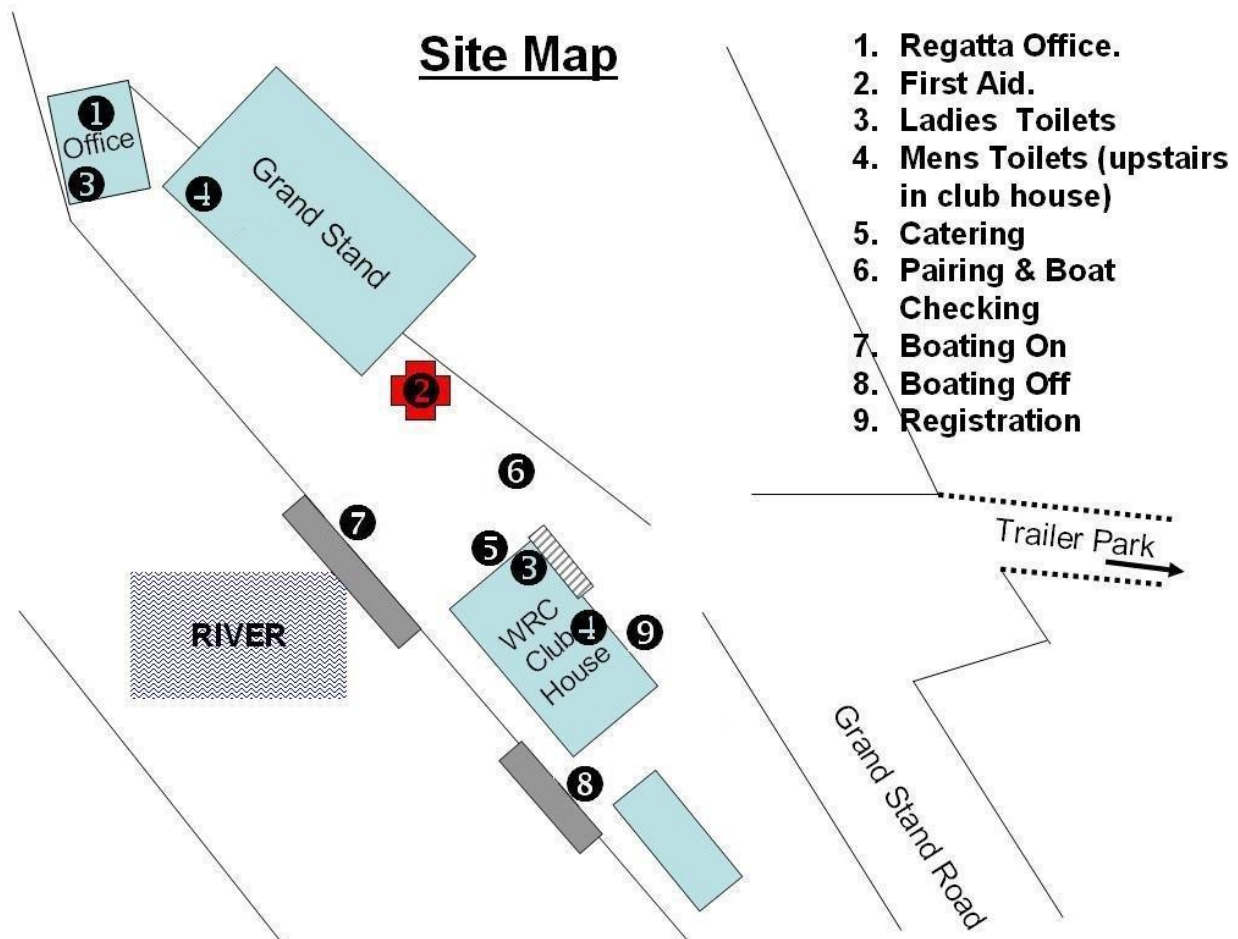 Site Map
1. Regatta Office.
2. First Aid.
3. Ladies Toilets
4. Mens Toilets (upstairs
in club house)
5. Catering
6. Pairing & Boat
Checking
7. Boating On
8. Boating Off
9. Registration
1
Office
3
4
Grand Stand
2
6
7
5
3
WRC
Club
House
4
9
8
RIVER
Trailer Park
Grand Stand Road